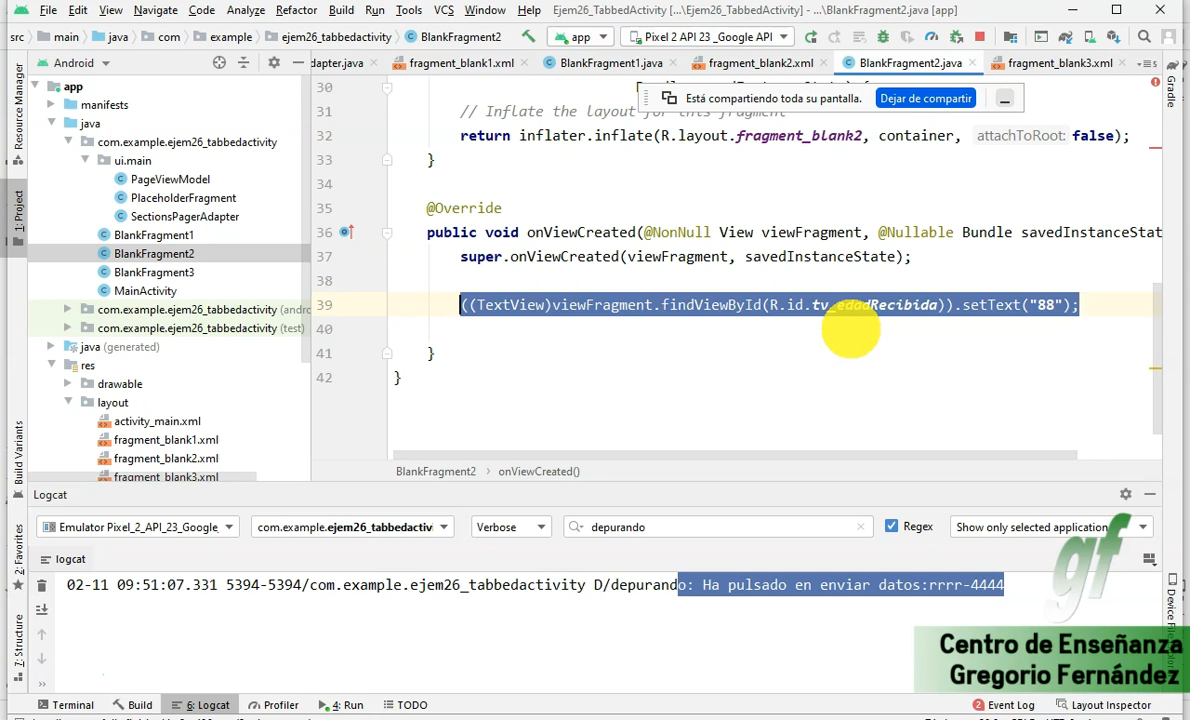 File Edit View Navigate Code Analyze Refactor Build Run Tools VCS Window Help Ejem26_TabbedActivity [...\Ejem26_TabbedActivity] - ...\BlankFragment2.java [app]
src main java com example ejem26_tabbedactivity BlankFragment2 app Pixel 2 API 23 _Google API
Android dapter.java fragment_blank1.xml BlankFragment1.java fragment_blank2.xml BlankFragment2.java fragment_blank3.xml
Resource Manager
1: Project
Build Variants
2: Favorites
7: Structure
Gradle
app
manifests
java
com.example.ejem26_tabbedactivity
ui.main
PageViewModel
PlaceholderFragment
SectionsPagerAdapter
BlankFragment1
BlankFragment2
BlankFragment3
MainActivity
com.example.ejem26_tabbedactivity (andro
com.example.ejem26_tabbedactivity (test)
java (generated)
res
drawable
layout
activity_main.xml
fragment_blank1.xml
fragment_blank2.xml
fragment_blank3.xml
Está compartiendo toda su pantalla. Dejar de compartir
30
31 // Inflate the layout for this fragment
32 return inflater.inflate(R.layout.fragment_blank2, container, attachToRoot: false);
33 }
34
35 @Override
36 public void onViewCreated(@NonNull View viewFragment, @Nullable Bundle savedInstanceStat
37 super.onViewCreated(viewFragment, savedInstanceState);
38
39 ((TextView)viewFragment.findViewById(R.id.tv_edadRecibida)).setText("88");
40
41 }
42 }
BlankFragment2 onViewCreated()
Logcat
Emulator Pixel_2_API_23_Google_ com.example.ejem26_tabbedactivi Verbose depurando Regex Show only selected application
logcat
02-11 09:51:07.331 5394-5394/com.example.ejem26_tabbedactivity D/depurando: Ha pulsado en enviar datos:rrrr-4444
gf
Centro de Enseñanza
Gregorio Fernández
Terminal Build 6: Logcat Profiler 4: Run TODO 2 Event Log Layout Inspector